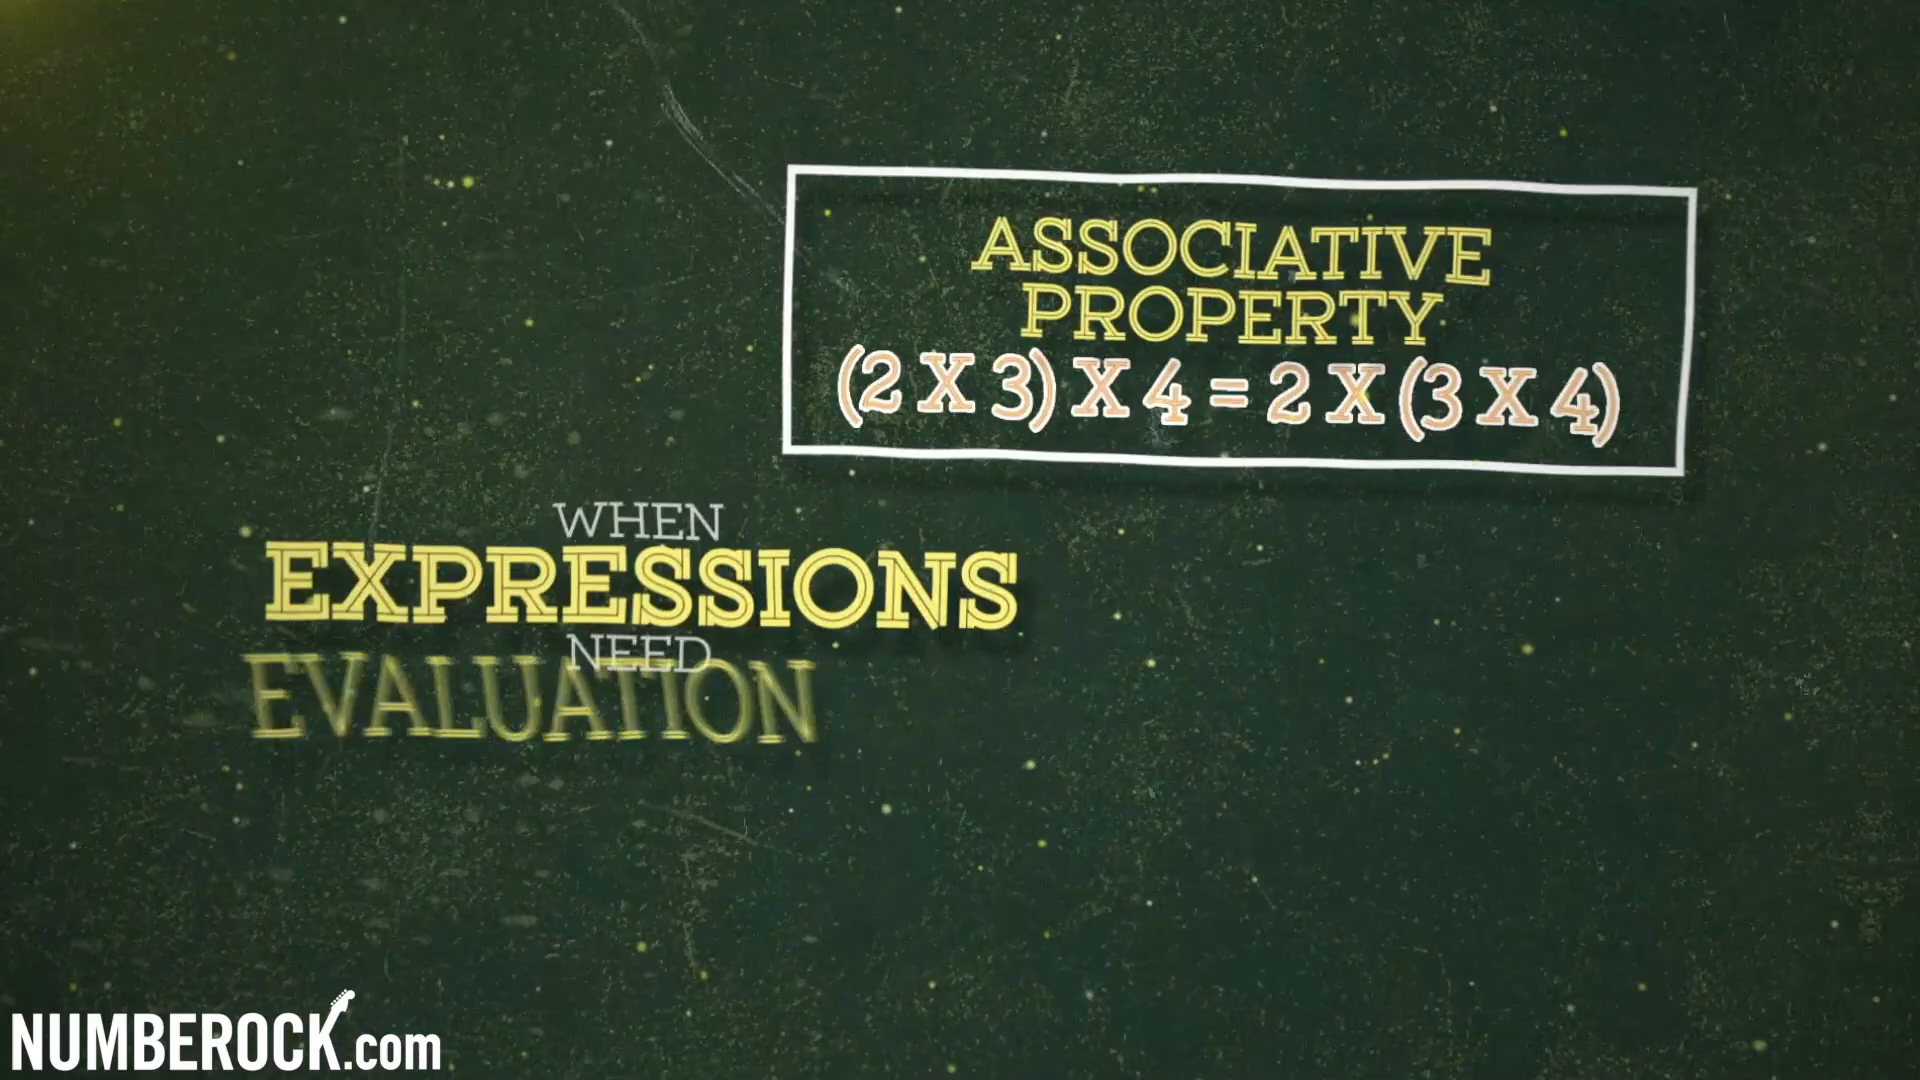 ASSOCIATIVE
PROPERTY
(2 X 3) X 4 = 2 X (3 X 4)
WHEN
EXPRESSIONS
NEED
EVALUATION
NUMBEROCK.com